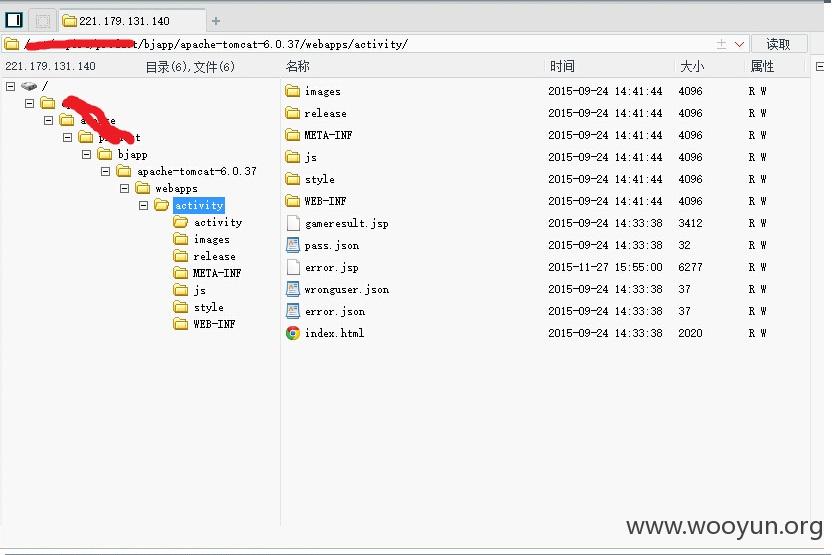 221.179.131.140
/bjapp/apache-tomcat-6.0.37/webapps/activity/
读取
221.179.131.140 目录(6),文件(6)
名称 时间 大小 属性
/
bjapp
apache-tomcat-6.0.37
webapps
activity
activity
images
release
META-INF
js
style
WEB-INF
images 2015-09-24 14:41:44 4096 R W
release 2015-09-24 14:41:44 4096 R W
META-INF 2015-09-24 14:41:44 4096 R W
js 2015-09-24 14:41:44 4096 R W
style 2015-09-24 14:41:44 4096 R W
WEB-INF 2015-09-24 14:41:44 4096 R W
gameresult.jsp 2015-09-24 14:33:38 3412 R W
pass.json 2015-09-24 14:33:38 32 R W
error.jsp 2015-11-27 15:55:00 6277 R W
wronguser.json 2015-09-24 14:33:38 37 R W
error.json 2015-09-24 14:33:38 37 R W
index.html 2015-09-24 14:33:38 2020 R W
www.wooyun.org